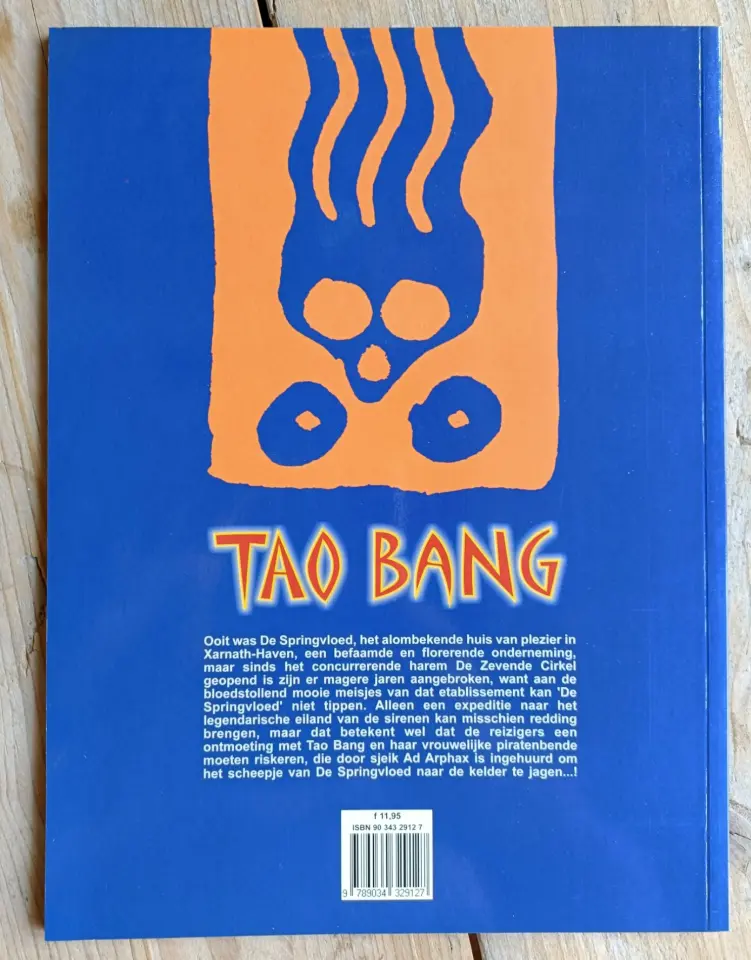 TAO BANG
Ooit was De Springvloed, het alombekende huis van plezier in
Xarnath-Haven, een befaamde en florerende onderneming,
maar sinds het concurrerende harem De Zevende Cirkel
geopend is zijn er magere jaren aangebroken, want aan de
bloedstollend mooie meisjes van dat etablissement kan 'De
Springvloed' niet tippen. Alleen een expeditie naar het
legendarische eiland van de sirenen kan misschien redding
brengen, maar dat betekent wel dat de reizigers een
ontmoeting met Tao Bang en haar vrouwelijke piratenbende
moeten riskeren, die door sjeik Ad Arphax is ingehuurd om
het scheepje van De Springvloed naar de kelder te jagen...!
f 11,95
ISBN 90 343 2912 7
9 789034 329127